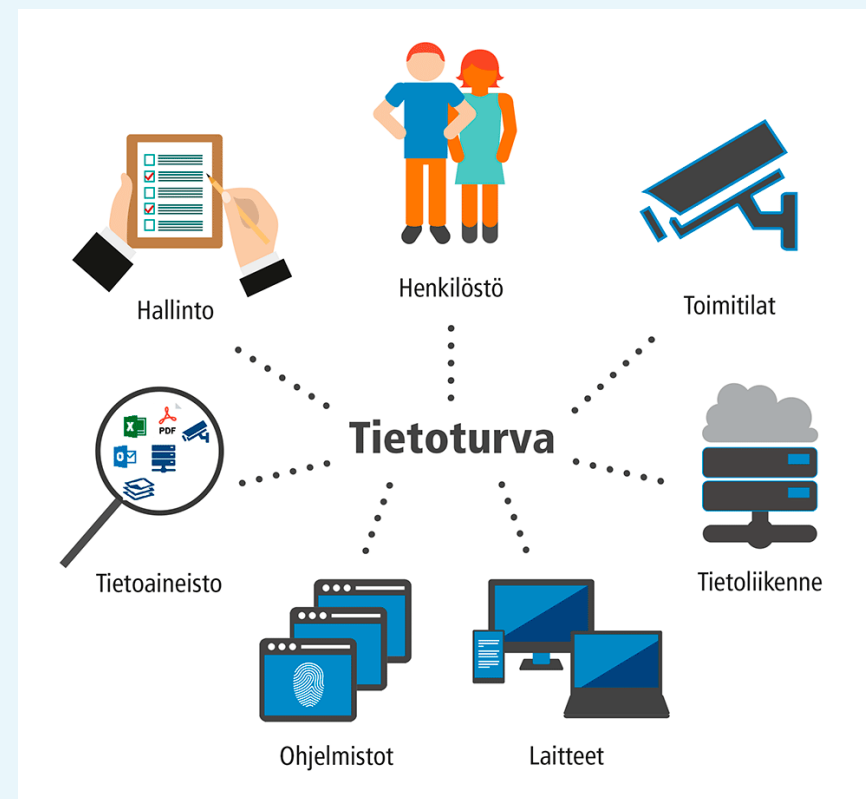 Henkilöstö
Hallinto
Toimitilat
Tietoturva
X
PDF
O
Tietoaineisto
Tietoliikenne
Ohjelmistot
Laitteet